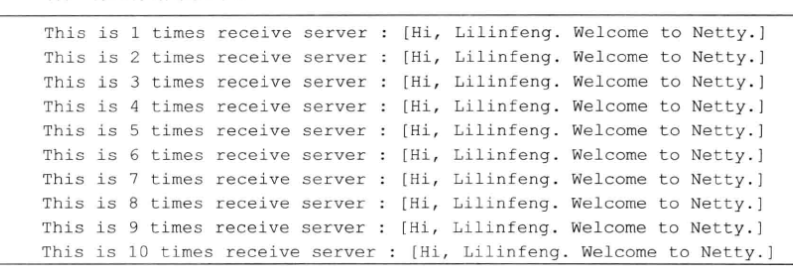 This is 1 times receive server : [Hi, Lilinfeng. Welcome to Netty.]
This is 2 times receive server : [Hi, Lilinfeng. Welcome to Netty.]
This is 3 times receive server : [Hi, Lilinfeng. Welcome to Netty.]
This is 4 times receive server : [Hi, Lilinfeng. Welcome to Netty.]
This is 5 times receive server : [Hi, Lilinfeng. Welcome to Netty.]
This is 6 times receive server : [Hi, Lilinfeng. Welcome to Netty.]
This is 7 times receive server : [Hi, Lilinfeng. Welcome to Netty.]
This is 8 times receive server : [Hi, Lilinfeng. Welcome to Netty.]
This is 9 times receive server : [Hi, Lilinfeng. Welcome to Netty.]
This is 10 times receive server : [Hi, Lilinfeng. Welcome to Netty.]